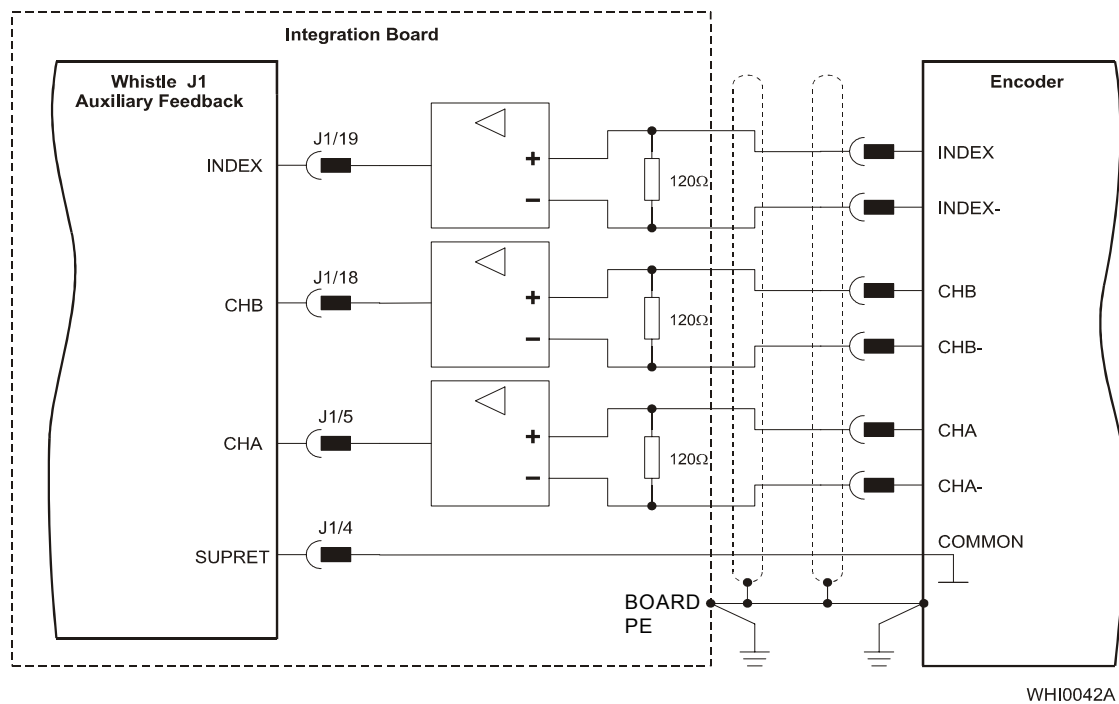 Integration Board
Whistle J1
Auxiliary Feedback
Encoder
J1/19
INDEX
+
−
120Ω
INDEX
INDEX-
J1/18
CHB
+
−
120Ω
CHB
CHB-
J1/5
CHA
+
−
120Ω
CHA
CHA-
J1/4
SUPRET
COMMON
BOARD
PE
WHI0042A